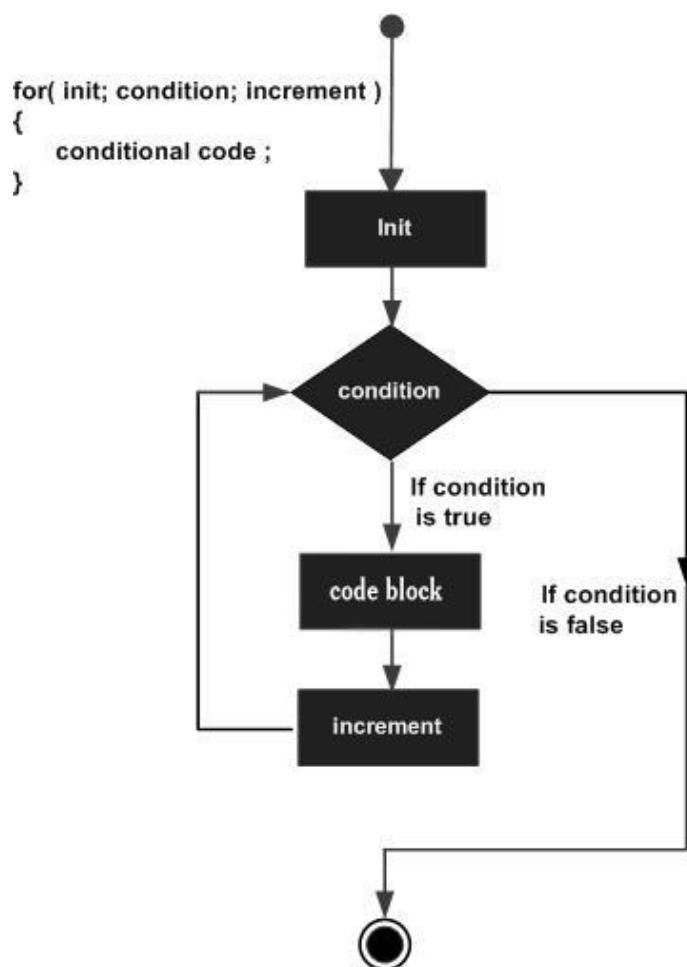 for( init; condition; increment )
{
conditional code ;
}
Init
condition
If condition
is true
code block
If condition
is false
increment